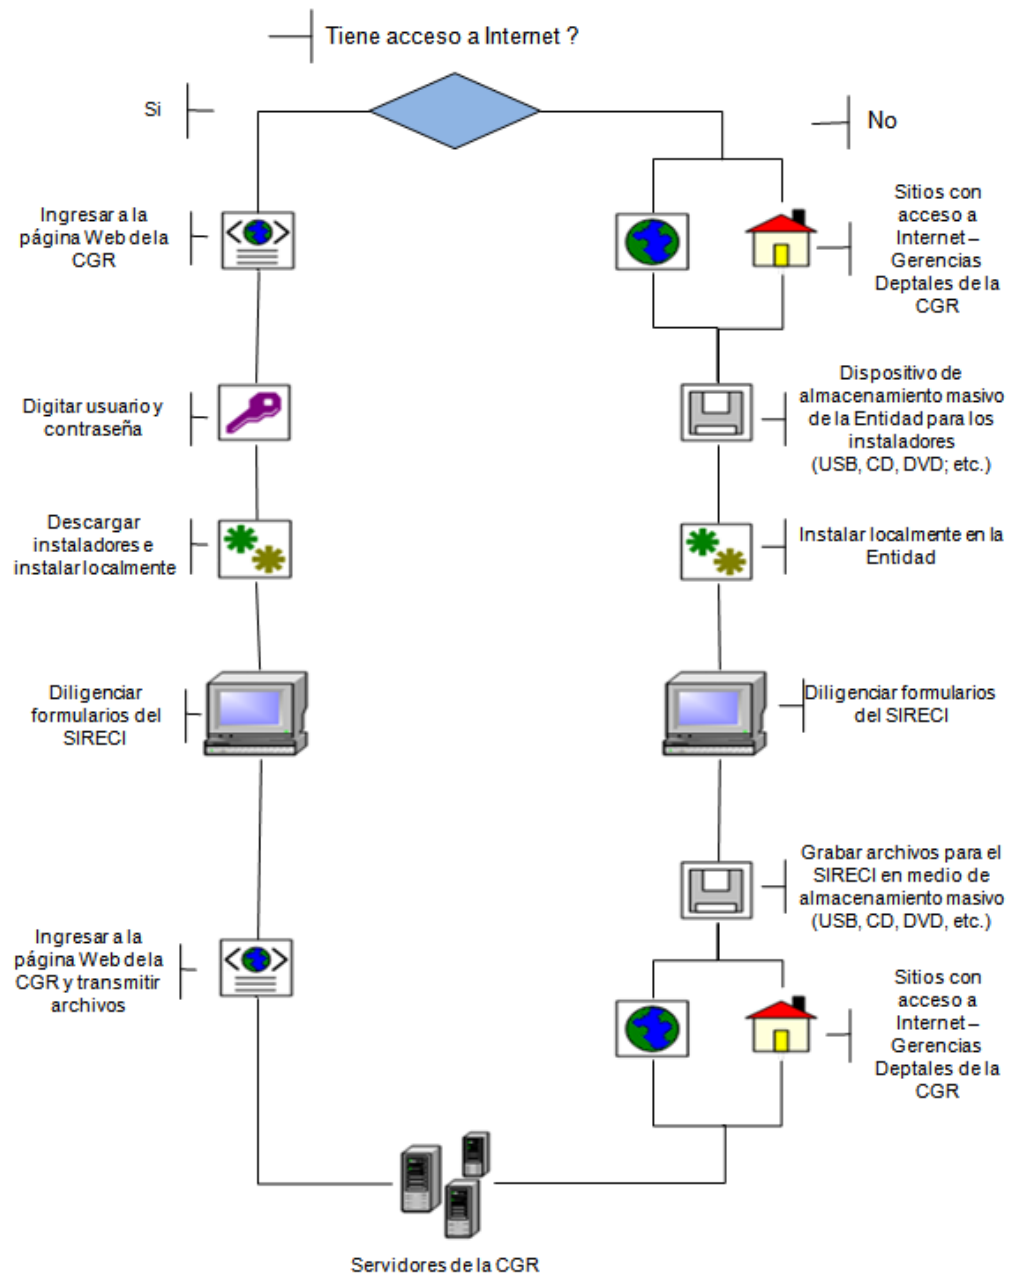 Tiene acceso a Internet ?
Si
No
Ingresar a la
página Web de la
CGR
Sitios con
acceso a
Internet –
Gerencias
Deptales de la
CGR
Digitar usuario y
contraseña
Dispositivo de
almacenamiento masivo
de la Entidad para los
instaladores
(USB, CD, DVD; etc.)
Descargar
instaladores e
instalar localmente
Instalar localmente en la
Entidad
Diligenciar
formularios del
SIRECI
Diligenciar formularios
del SIRECI
Grabar archivos para el
SIRECI en medio de
almacenamiento masivo
(USB, CD, DVD, etc.)
Ingresar a la
página Web de la
CGR y transmitir
archivos
Sitios con
acceso a
Internet –
Gerencias
Deptales de la
CGR
Servidores de la CGR